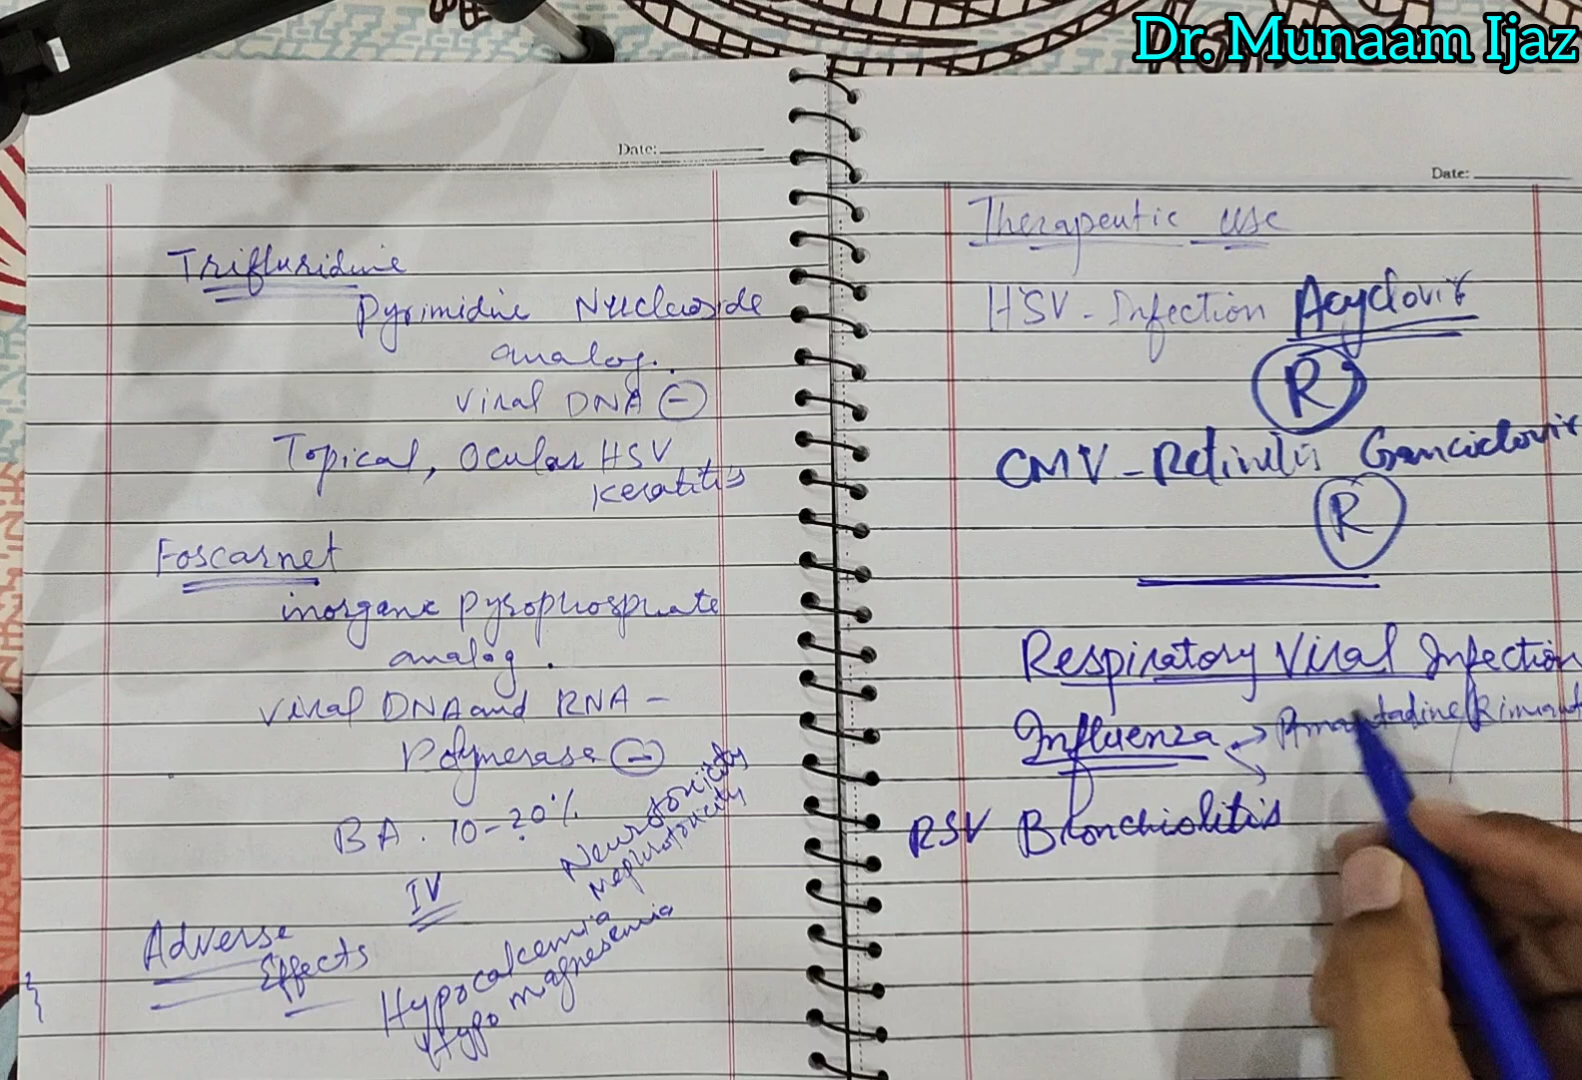 Dr. Munaam Ijaz
Date:
Trifluridine
Pyrimidine Nucleoside
analog.
Viral DNA (-)
Topical, Ocular HSV
Keratitis
Foscarnet
inorganic Pyrophosphate
analog.
Viral DNA and RNA -
Polymerase (-)
BA. 10-20%
IV
Neurotoxicity
Nephrotoxicity
Adverse
Effects
Hypocalcemia
Hypomagnesemia
Date:
Therapeutic use
HSV-Infection Acyclovir
R
CMV-Retinitis Ganciclovir
R
Respiratory Viral Infection
Influenza → Amantadine/Rimant
RSV Bronchiolitis